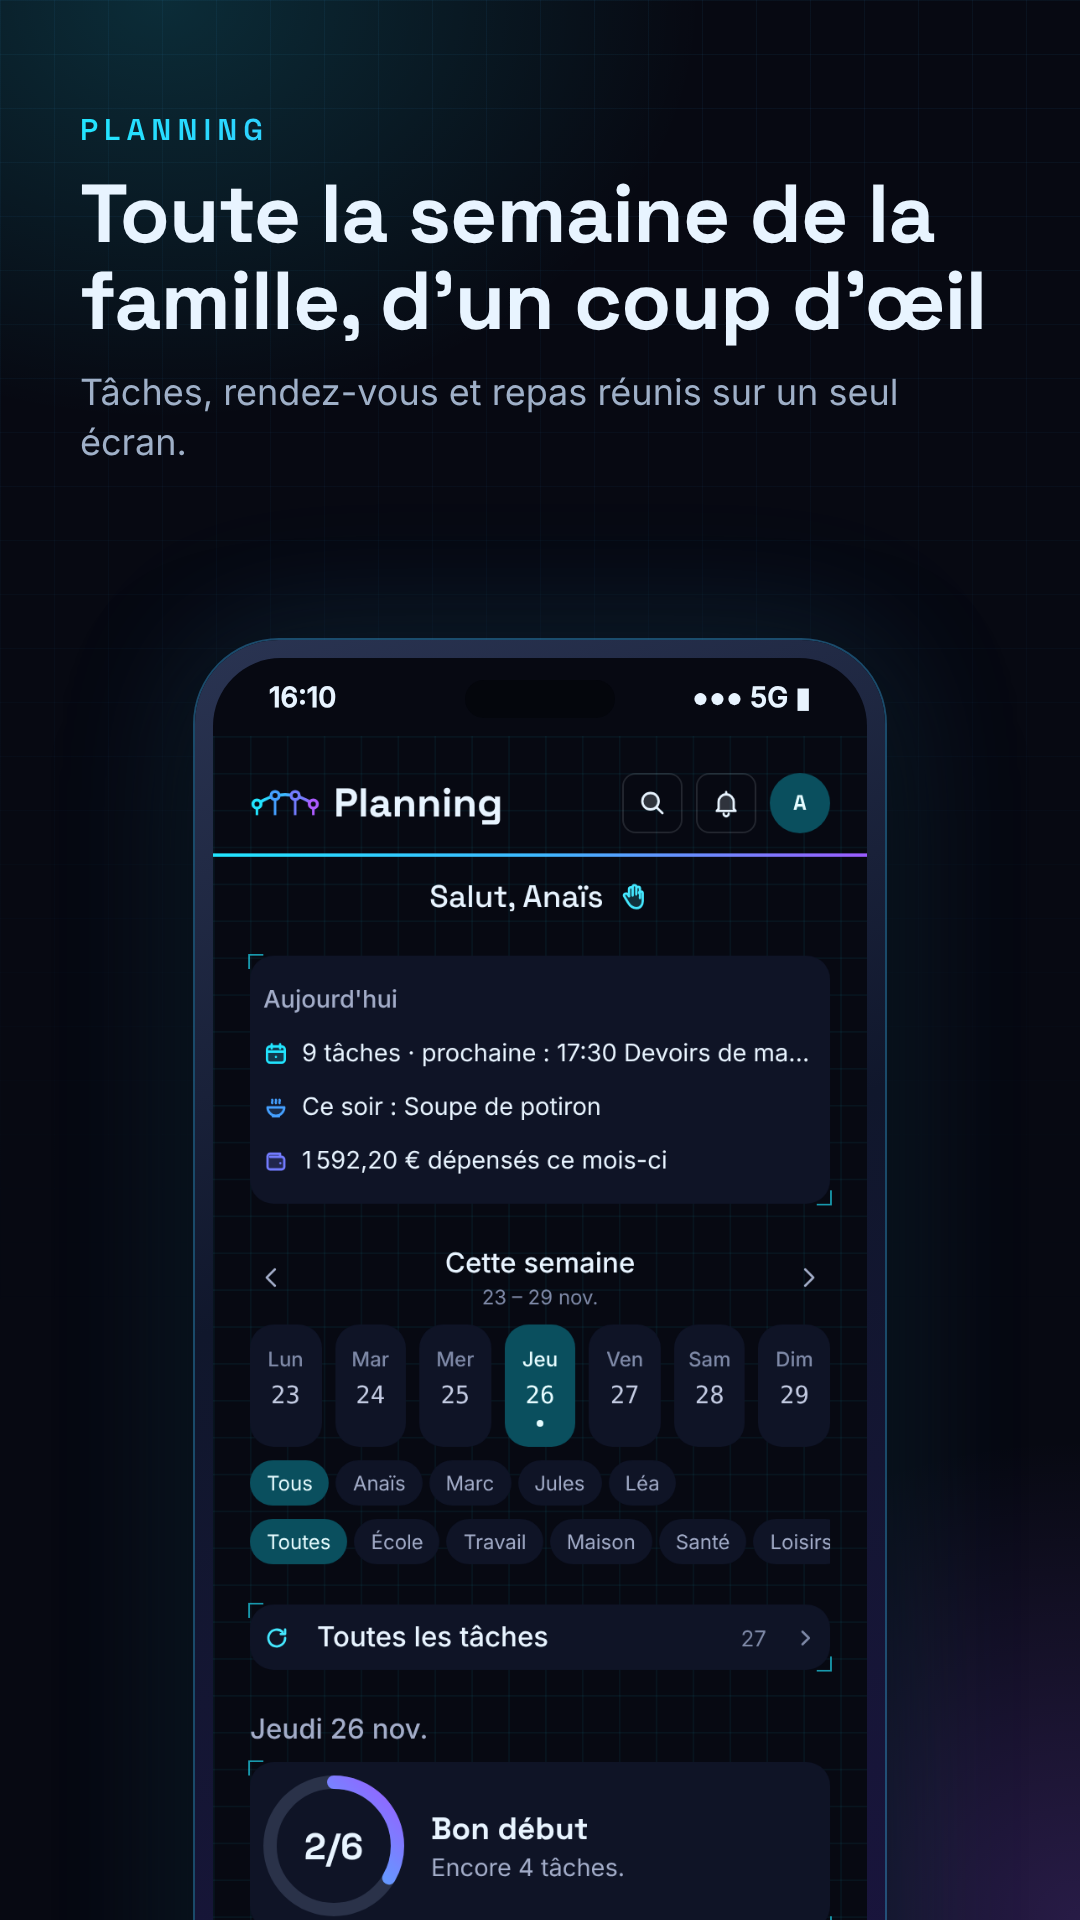 PLANNING
Toute la semaine de la
famille, d’un coup d’œil
Tâches, rendez-vous et repas réunis sur un seul
écran.
16:10
5G
Planning
A
Salut, Anaïs
Aujourd'hui
9 tâches · prochaine : 17:30 Devoirs de ma...
Ce soir : Soupe de potiron
1 592,20 € dépensés ce mois-ci
Cette semaine
23 – 29 nov.
Lun Mar Mer Jeu Ven Sam Dim
23 24 25 26 27 28 29
Tous Anaïs Marc Jules Léa
Toutes École Travail Maison Santé Loisirs
Toutes les tâches 27
Jeudi 26 nov.
2/6
Bon début
Encore 4 tâches.